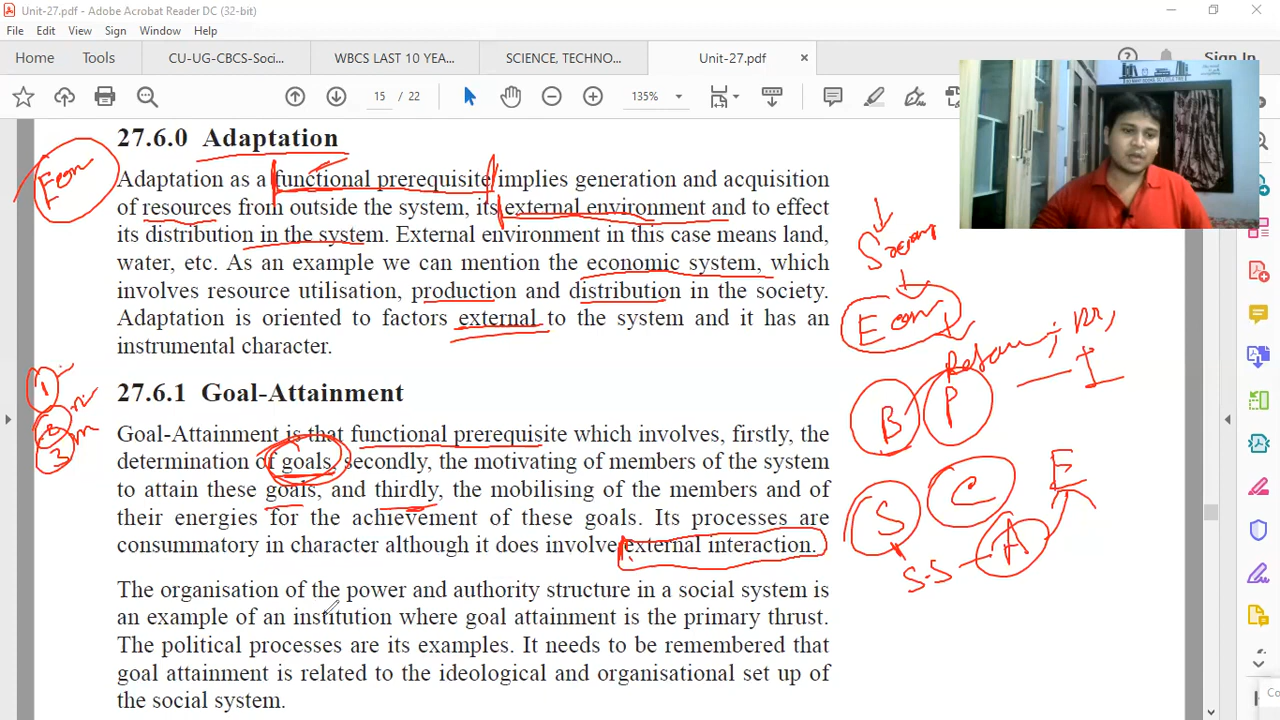 Unit-27.pdf - Adobe Acrobat Reader DC (32-bit)
File Edit View Sign Window Help
Home Tools CU-UG-CBCS-Soci... WBCS LAST 10 YEA... SCIENCE, TECHNO... Unit-27.pdf Sign In
15 / 22 135%
27.6.0 Adaptation
Adaptation as a functional prerequisite implies generation and acquisition
of resources from outside the system, its external environment and to effect
its distribution in the system. External environment in this case means land,
water, etc. As an example we can mention the economic system, which
involves resource utilisation, production and distribution in the society.
Adaptation is oriented to factors external to the system and it has an
instrumental character.
Econ
Econ
B P I
27.6.1 Goal-Attainment
1
3
Goal-Attainment is that functional prerequisite which involves, firstly, the
determination of goals, secondly, the motivating of members of the system
to attain these goals, and thirdly, the mobilising of the members and of
their energies for the achievement of these goals. Its processes are
consummatory in character although it does involve external interaction.
S C E
S.S A
The organisation of the power and authority structure in a social system is
an example of an institution where goal attainment is the primary thrust.
The political processes are its examples. It needs to be remembered that
goal attainment is related to the ideological and organisational set up of
the social system.